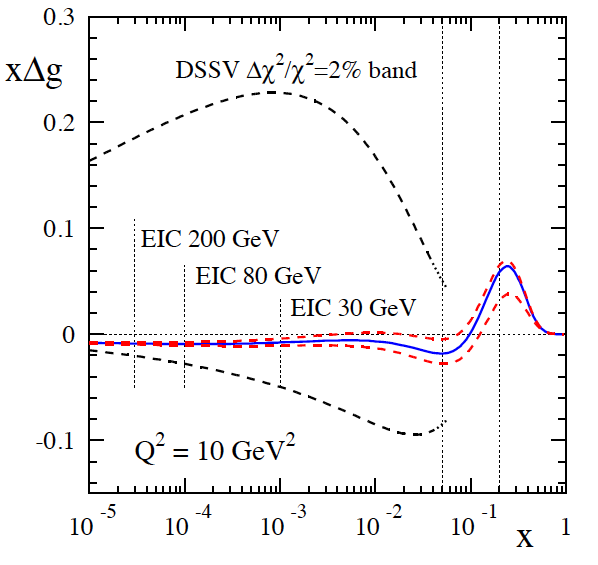 0.3
xΔg
DSSV Δχ²/χ²=2% band
0.2
0.1
EIC 200 GeV
EIC 80 GeV
EIC 30 GeV
0
-0.1
Q² = 10 GeV²
10⁻⁵ 10⁻⁴ 10⁻³ 10⁻² 10⁻¹ 1
x